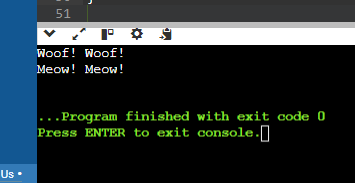 51
Woof! Woof!
Meow! Meow!
...Program finished with exit code 0
Press ENTER to exit console.
Us •